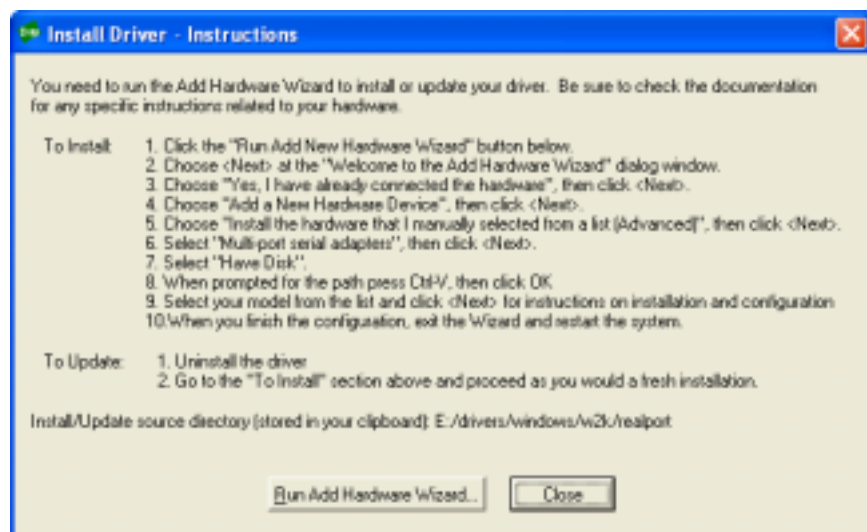 Install Driver - Instructions
You need to run the Add Hardware Wizard to install or update your driver.  Be sure to check the documentation
for any specific instructions related to your hardware.
To Install: 1. Click the "Run Add New Hardware Wizard" button below.
2. Choose <Next> at the "Welcome to the Add Hardware Wizard" dialog window.
3. Choose "Yes, I have already connected the hardware", then click <Next>.
4. Choose "Add a New Hardware Device", then click <Next>.
5. Choose "Install the hardware that I manually selected from a list (Advanced)", then click <Next>.
6. Select "Multi-port serial adapters", then click <Next>.
7. Select "Have Disk".
8. When prompted for the path press Ctrl-V, then click OK
9. Select your model from the list and click <Next> for instructions on installation and configuration
10.When you finish the configuration, exit the Wizard and restart the system.
To Update: 1. Uninstall the driver
2. Go to the "To Install" section above and proceed as you would a fresh installation.
Install/Update source directory (stored in your clipboard): E:/drivers/windows/w2k/realport
Run Add Hardware Wizard... Close